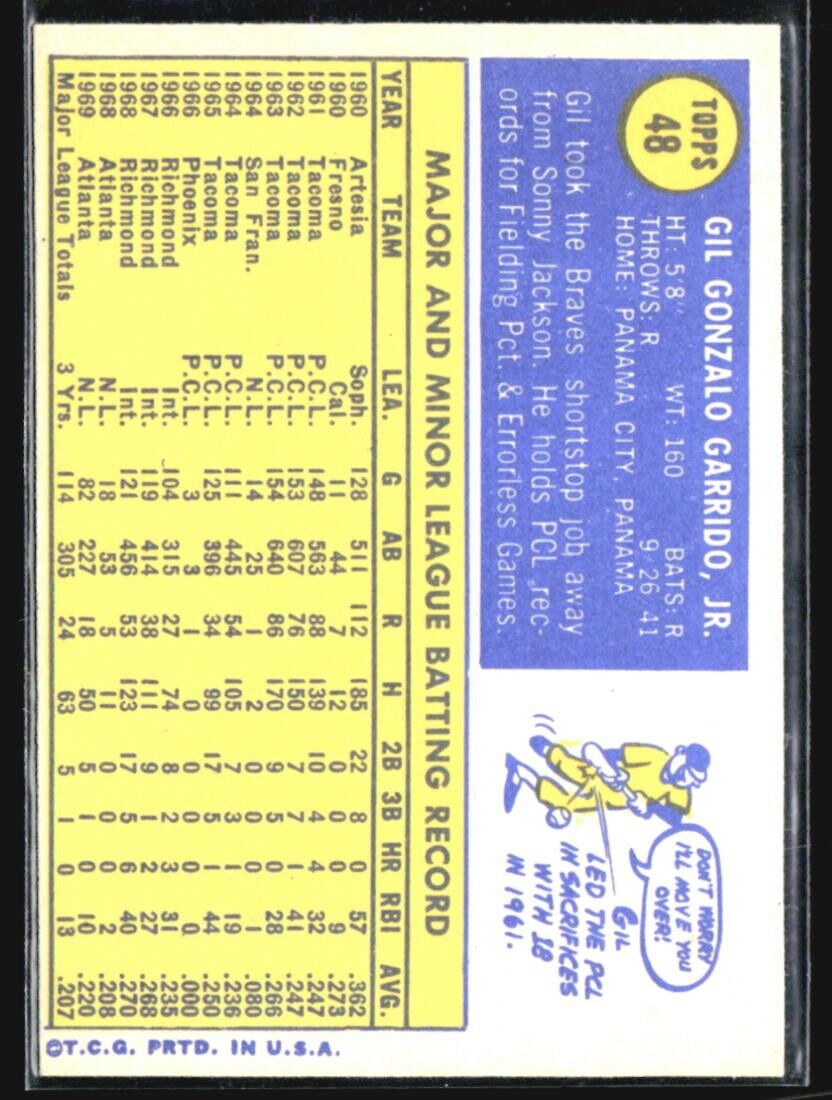 TOPPS
48
GIL GONZALO GARRIDO, JR.
HT: 5'8" WT: 160 BATS: R
THROWS: R 9·26·41
HOME: PANAMA CITY, PANAMA
Gil took the Braves shortstop job away
from Sonny Jackson. He holds PCL rec-
ords for Fielding Pct. & Errorless Games.
DON'T WORRY
I'LL MOVE YOU
OVER!
GIL
LED THE PCL
IN SACRIFICES
WITH 18
IN 1961.
MAJOR AND MINOR LEAGUE BATTING RECORD
YEAR TEAM LEA. G AB R H 2B 3B HR RBI AVG.
1960 Artesia Soph. 128 511 112 185 22 8 0 57 .362
1960 Fresno Cal. 11 44 7 12 0 0 0 9 .273
1961 Tacoma P.C.L. 148 563 88 139 10 4 4 32 .247
1962 Tacoma P.C.L. 153 607 76 150 7 7 1 41 .247
1963 Tacoma P.C.L. 154 640 86 170 9 5 0 28 .266
1964 San Fran. N.L. 14 25 1 2 0 0 0 1 .080
1964 Tacoma P.C.L. 111 445 54 105 7 3 1 19 .236
1965 Tacoma P.C.L. 125 396 34 99 17 5 1 44 .250
1966 Phoenix P.C.L. 3 3 1 0 0 0 0 0 .000
1966 Richmond Int. 104 315 27 74 8 2 3 31 .235
1967 Richmond Int. 119 414 38 111 9 1 2 27 .268
1968 Richmond Int. 121 456 53 123 17 5 6 40 .270
1968 Atlanta N.L. 18 53 5 11 0 0 0 2 .208
1969 Atlanta N.L. 82 227 18 50 5 1 0 10 .220
Major League Totals 3 Yrs. 114 305 24 63 5 1 0 13 .207
©T.C.G. PRTD. IN U.S.A.